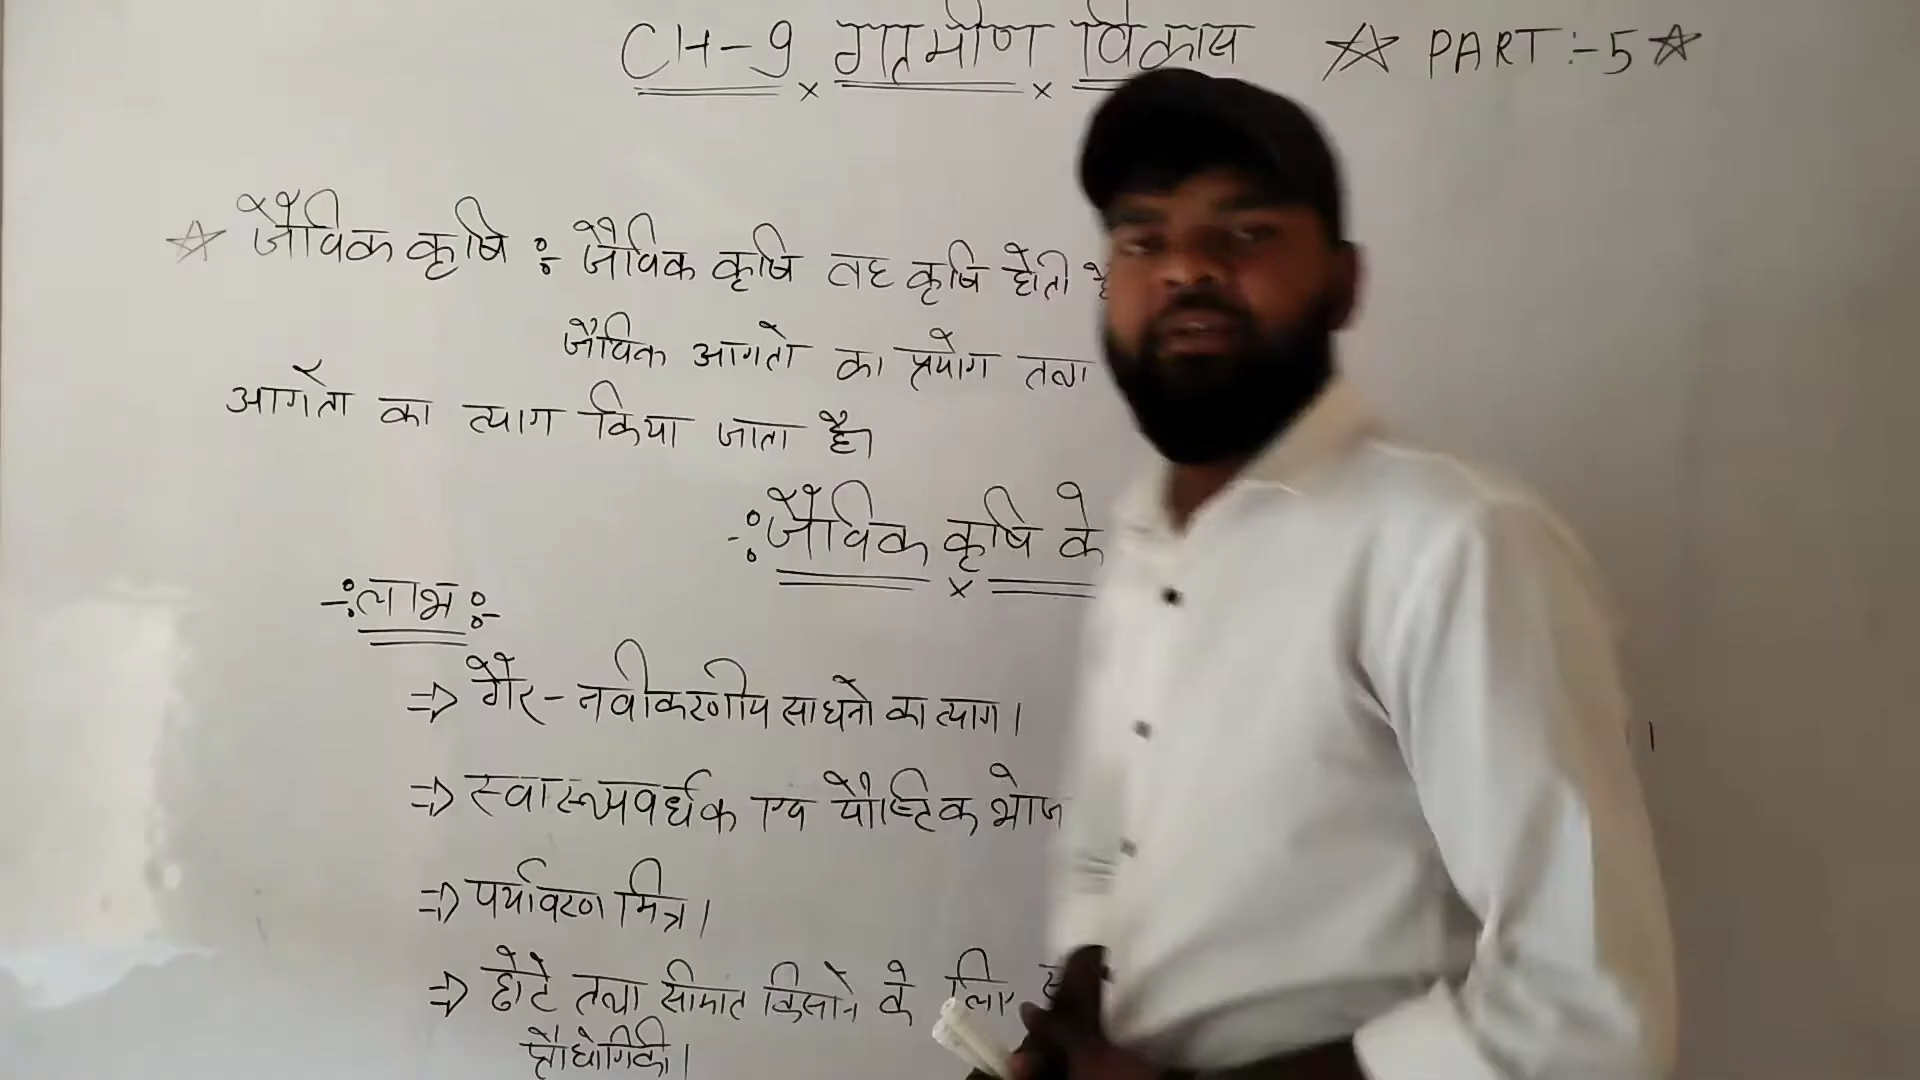 CH-9 ग्रामीण विकास ☆ PART:-5 ☆
☆ जैविक कृषि : जैविक कृषि वह कृषि होती है
जैविक आगतो का प्रयोग तथा
आगतो का त्याग किया जाता है।
-:जैविक कृषि के
-:लाभ:-
=> गैर-नवीकरणीय साधनो का त्याग।
=> स्वास्थ्यवर्धक एव पौष्टिक भोज
=> पर्यावरण मित्र।
=> छोटे तथा सीमात किसानो के लिए
प्रौधोगिकी।